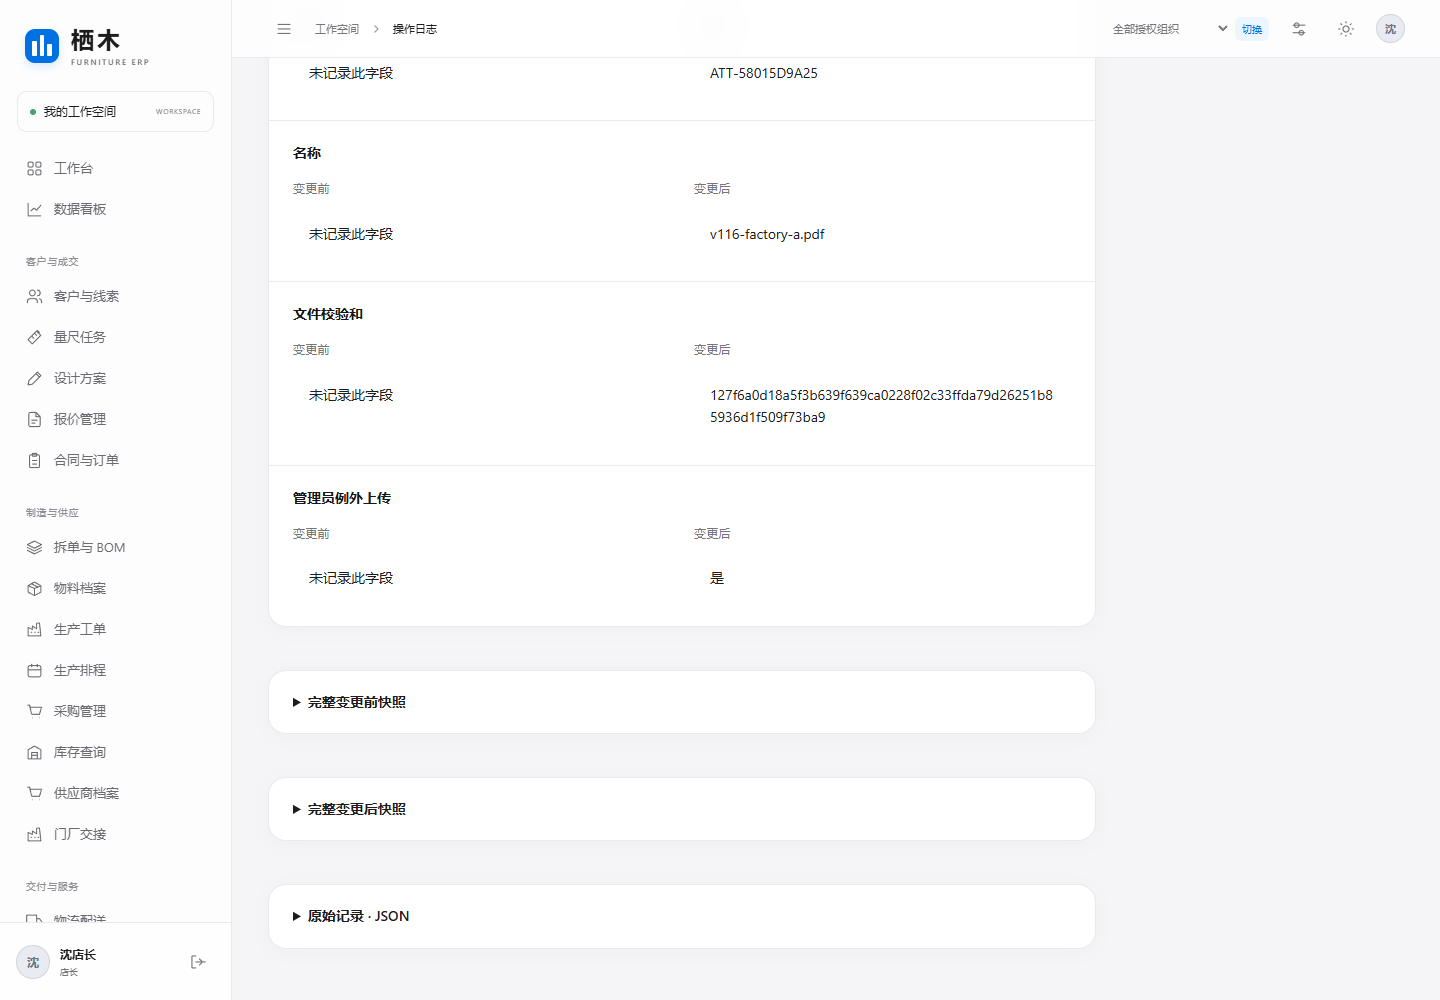 栖木
FURNITURE ERP
我的工作空间
WORKSPACE
工作台
数据看板
客户与成交
客户与线索
量尺任务
设计方案
报价管理
合同与订单
制造与供应
拆单与 BOM
物料档案
生产工单
生产排程
采购管理
库存查询
供应商档案
门厂交接
交付与服务
物流配送
沈
沈店长
店长
工作空间
操作日志
全部授权组织
切换
沈
未记录此字段
ATT-58015D9A25
名称
变更前
变更后
未记录此字段
v116-factory-a.pdf
文件校验和
变更前
变更后
未记录此字段
127f6a0d18a5f3b639f639ca0228f02c33ffda79d26251b8
5936d1f509f73ba9
管理员例外上传
变更前
变更后
未记录此字段
是
完整变更前快照
完整变更后快照
原始记录 · JSON